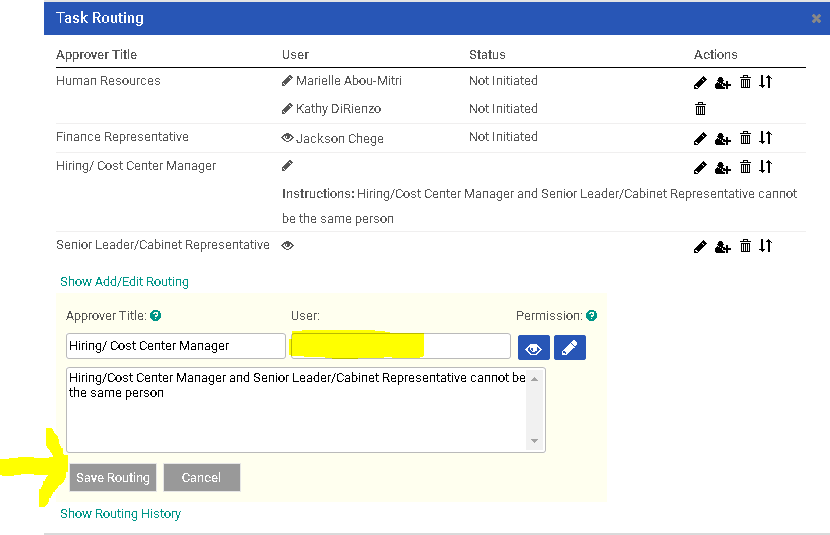 Task Routing
Approver Title User Status Actions
Human Resources Marielle Abou-Mitri Not Initiated
Kathy DiRienzo Not Initiated
Finance Representative Jackson Chege Not Initiated
Hiring/ Cost Center Manager
Instructions: Hiring/Cost Center Manager and Senior Leader/Cabinet Representative cannot
be the same person
Senior Leader/Cabinet Representative
Show Add/Edit Routing
Approver Title: ? User: Permission: ?
Hiring/ Cost Center Manager
Hiring/Cost Center Manager and Senior Leader/Cabinet Representative cannot be
the same person
Save Routing Cancel
Show Routing History